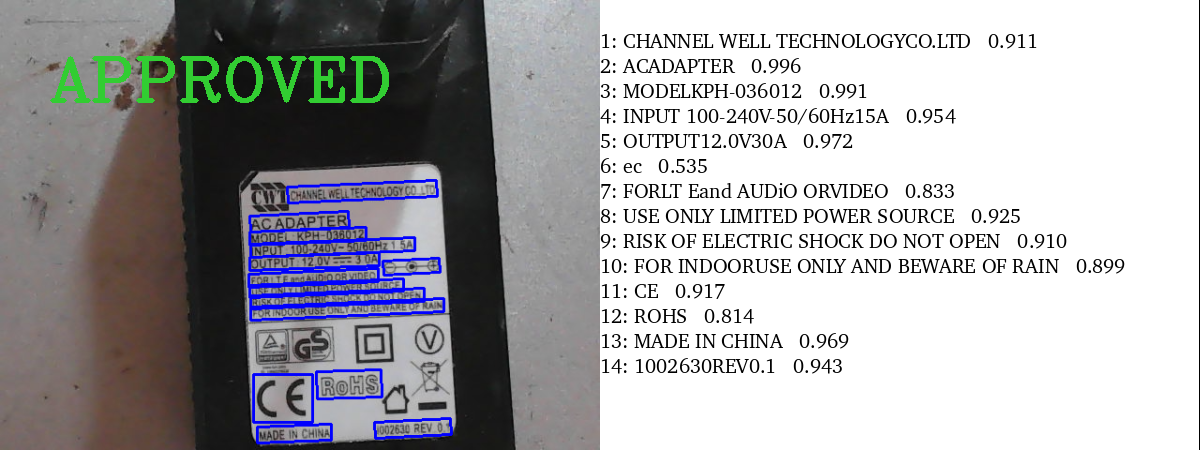 APPROVED
CWT CHANNEL WELL TECHNOLOGY CO.,LTD
AC ADAPTER
MODEL: KPH-036012
INPUT: 100-240V~ 50/60Hz 1.5A
OUTPUT: 12.0V 3.0A
FOR I.T.E and AUDIO OR VIDEO
USE ONLY LIMITED POWER SOURCE
RISK OF ELECTRIC SHOCK DO NOT OPEN
FOR INDOOR USE ONLY AND BEWARE OF RAIN
GS
V
CE
RoHS
MADE IN CHINA
1002630 REV.0.1
1: CHANNEL WELL TECHNOLOGYCO.LTD 0.911
2: ACADAPTER 0.996
3: MODELKPH-036012 0.991
4: INPUT 100-240V-50/60Hz15A 0.954
5: OUTPUT12.0V30A 0.972
6: ec 0.535
7: FORLT Eand AUDiO ORVIDEO 0.833
8: USE ONLY LIMITED POWER SOURCE 0.925
9: RISK OF ELECTRIC SHOCK DO NOT OPEN 0.910
10: FOR INDOORUSE ONLY AND BEWARE OF RAIN 0.899
11: CE 0.917
12: ROHS 0.814
13: MADE IN CHINA 0.969
14: 1002630REV0.1 0.943